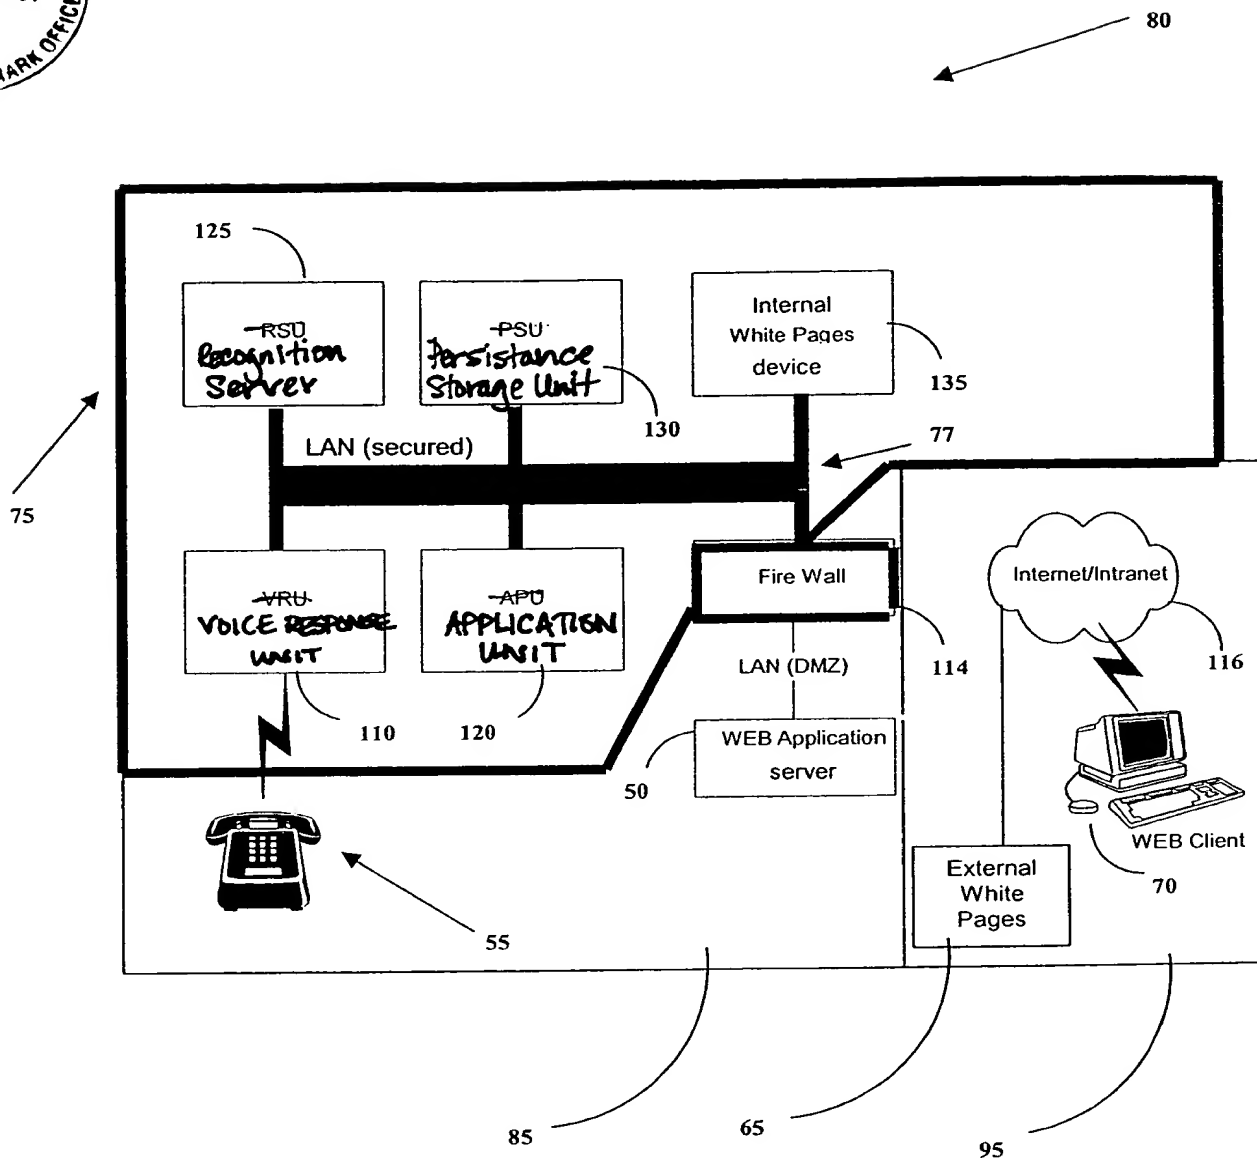 MARK OFFICE
80
125
RSU
Recognition
Server
PSU
Persistance
Storage Unit
Internal
White Pages
device
135
130
LAN (secured)
77
75
VRU
VOICE RESPONSE
UNIT
APU
APPLICATION
UNIT
Fire Wall
Internet/Intranet
LAN (DMZ)
114
116
110
120
WEB Application
server
50
WEB Client
70
External
White
Pages
55
85
65
95